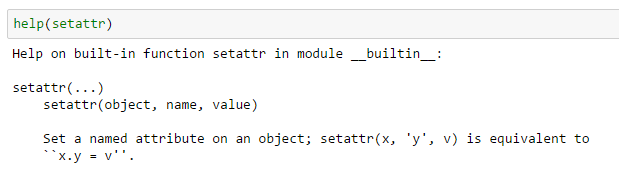 help(setattr)
Help on built-in function setattr in module __builtin__:
setattr(...)
setattr(object, name, value)
Set a named attribute on an object; setattr(x, 'y', v) is equivalent to
``x.y = v''.